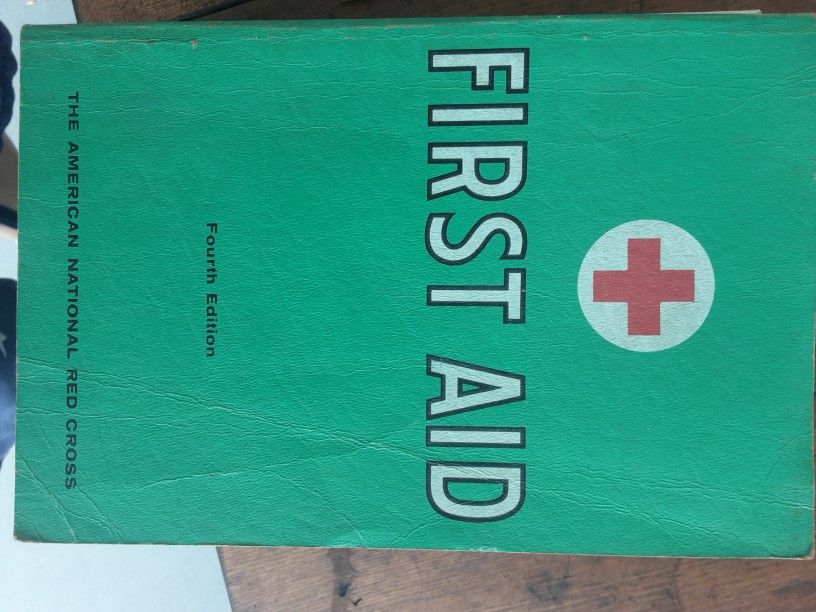 FIRST AID
Fourth Edition
THE AMERICAN NATIONAL RED CROSS